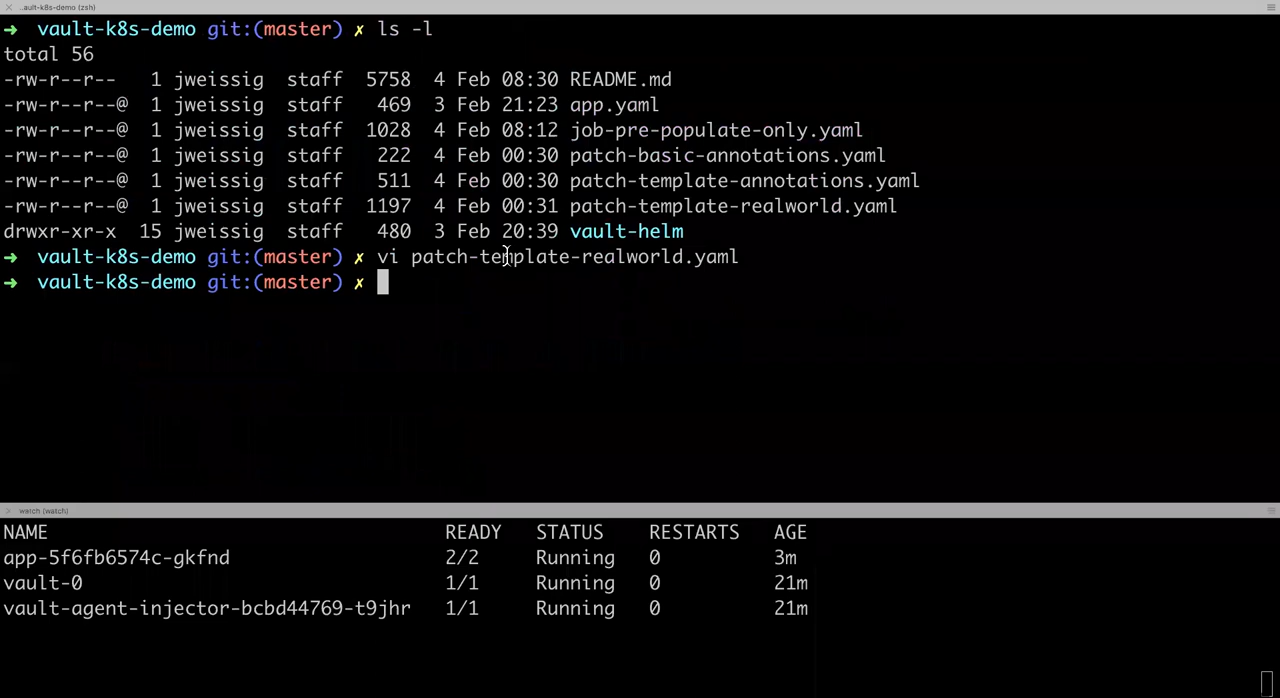 ..ault-k8s-demo (zsh)
➜ vault-k8s-demo git:(master) ✗ ls -l
total 56
-rw-r--r-- 1 jweissig staff 5758 4 Feb 08:30 README.md
-rw-r--r--@ 1 jweissig staff 469 3 Feb 21:23 app.yaml
-rw-r--r--@ 1 jweissig staff 1028 4 Feb 08:12 job-pre-populate-only.yaml
-rw-r--r--@ 1 jweissig staff 222 4 Feb 00:30 patch-basic-annotations.yaml
-rw-r--r--@ 1 jweissig staff 511 4 Feb 00:30 patch-template-annotations.yaml
-rw-r--r--@ 1 jweissig staff 1197 4 Feb 00:31 patch-template-realworld.yaml
drwxr-xr-x 15 jweissig staff 480 3 Feb 20:39 vault-helm
➜ vault-k8s-demo git:(master) ✗ vi patch-template-realworld.yaml
➜ vault-k8s-demo git:(master) ✗
werch (watch)
NAME READY STATUS RESTARTS AGE
app-5f6fb6574c-gkfnd 2/2 Running 0 3m
vault-0 1/1 Running 0 21m
vault-agent-injector-bcbd44769-t9jhr 1/1 Running 0 21m